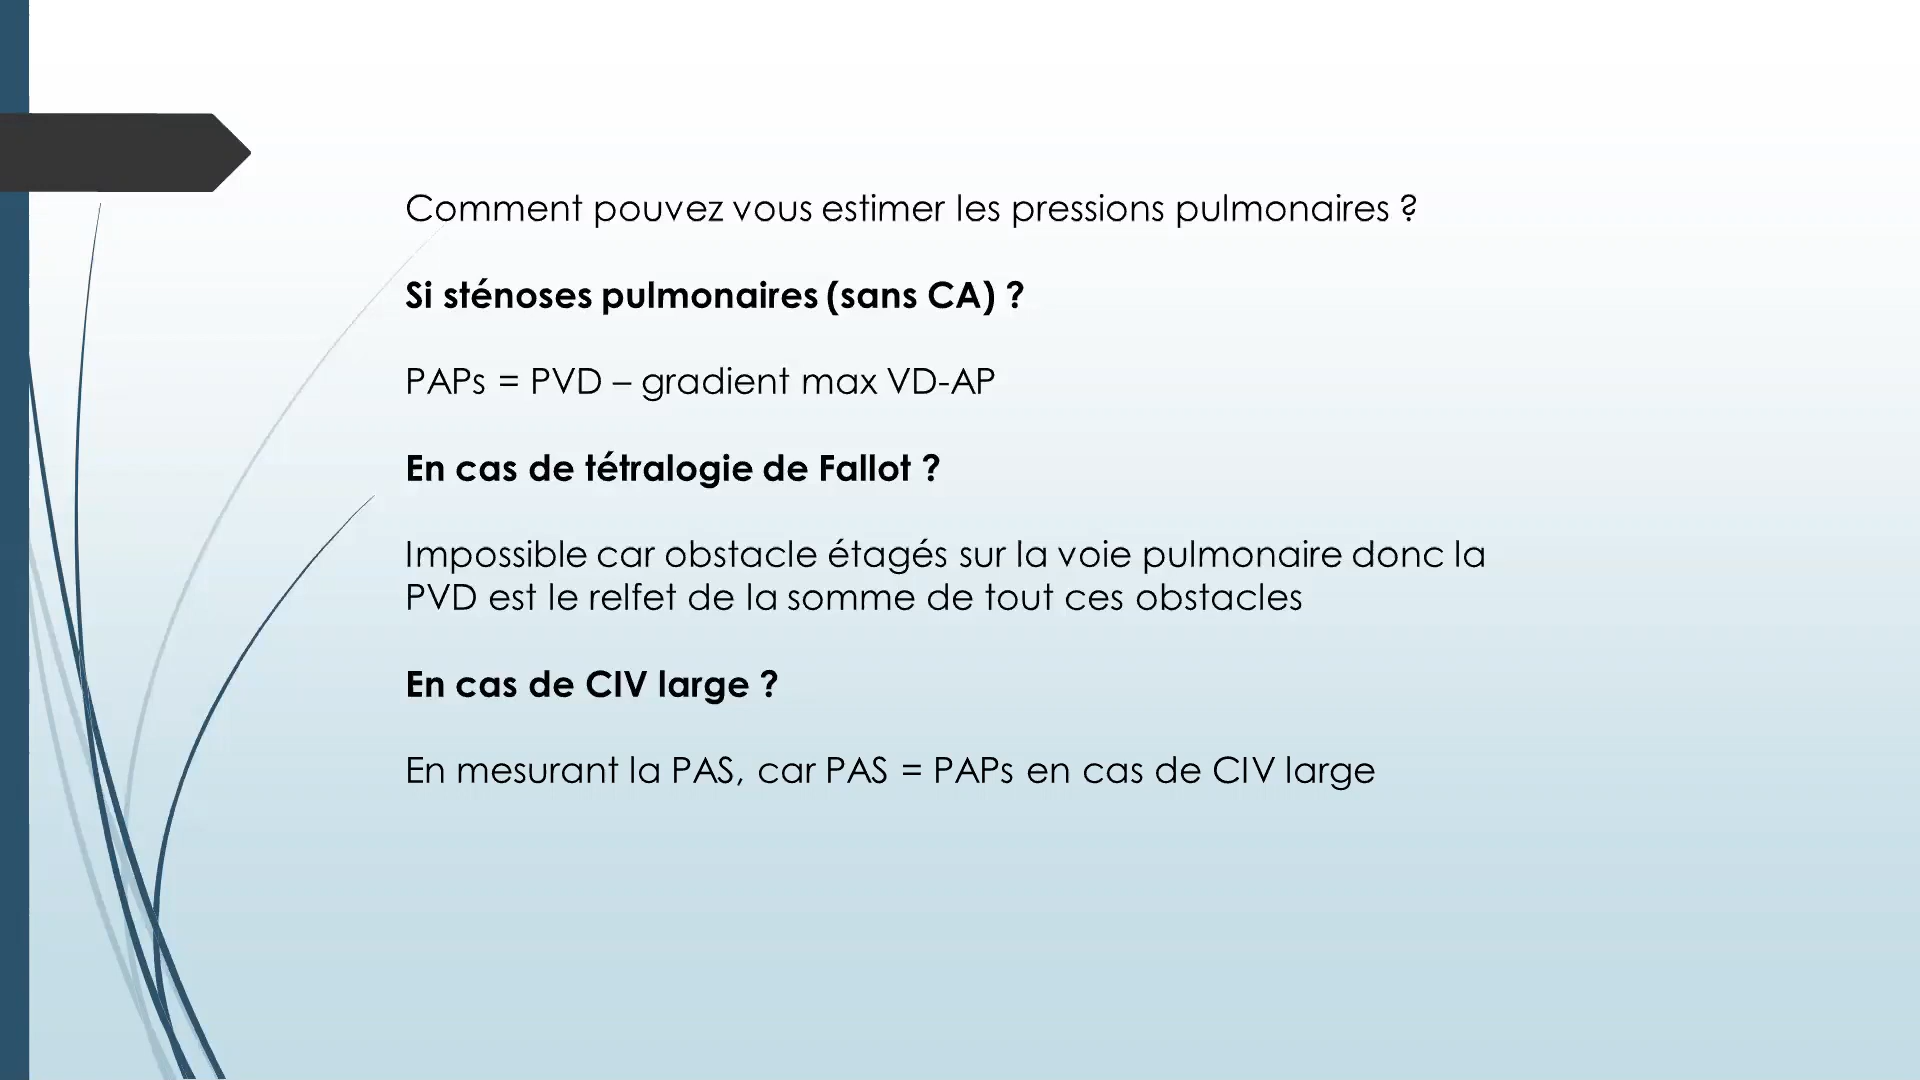 Comment pouvez vous estimer les pressions pulmonaires ?
Si sténoses pulmonaires (sans CA) ?
PAPs = PVD – gradient max VD-AP
En cas de tétralogie de Fallot ?
Impossible car obstacle étagés sur la voie pulmonaire donc la
PVD est le relfet de la somme de tout ces obstacles
En cas de CIV large ?
En mesurant la PAS, car PAS = PAPs en cas de CIV large